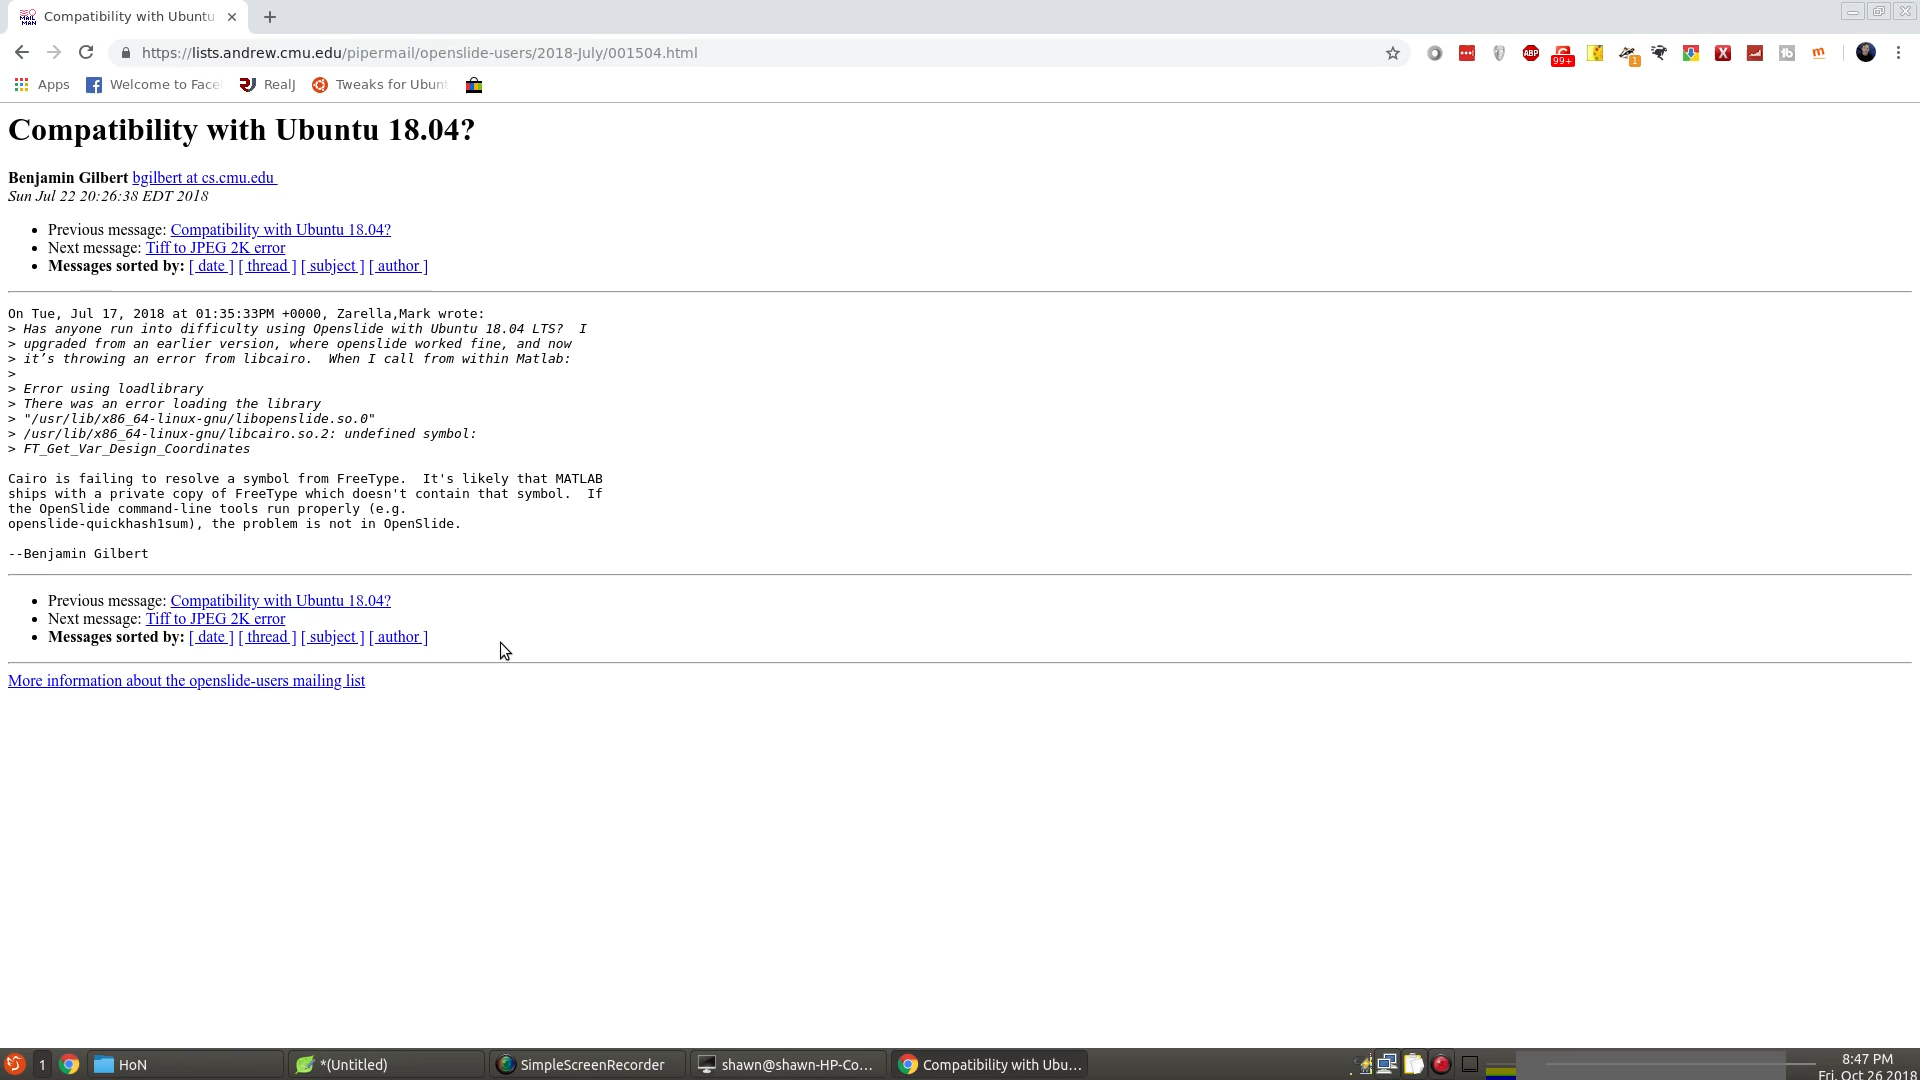 Compatibility with Ubuntu
https://lists.andrew.cmu.edu/pipermail/openslide-users/2018-July/001504.html
ABP
99+
1
Apps
Welcome to Face
RealJ
Tweaks for Ubunt
Compatibility with Ubuntu 18.04?
Benjamin Gilbert bgilbert at cs.cmu.edu
Sun Jul 22 20:26:38 EDT 2018
• Previous message: Compatibility with Ubuntu 18.04?
• Next message: Tiff to JPEG 2K error
• Messages sorted by: [ date ] [ thread ] [ subject ] [ author ]
On Tue, Jul 17, 2018 at 01:35:33PM +0000, Zarella,Mark wrote:
> Has anyone run into difficulty using Openslide with Ubuntu 18.04 LTS?  I
> upgraded from an earlier version, where openslide worked fine, and now
> it’s throwing an error from libcairo.  When I call from within Matlab:
>
> Error using loadlibrary
> There was an error loading the library
> "/usr/lib/x86_64-linux-gnu/libopenslide.so.0"
> /usr/lib/x86_64-linux-gnu/libcairo.so.2: undefined symbol:
> FT_Get_Var_Design_Coordinates
Cairo is failing to resolve a symbol from FreeType.  It's likely that MATLAB
ships with a private copy of FreeType which doesn't contain that symbol.  If
the OpenSlide command-line tools run properly (e.g.
openslide-quickhash1sum), the problem is not in OpenSlide.
--Benjamin Gilbert
• Previous message: Compatibility with Ubuntu 18.04?
• Next message: Tiff to JPEG 2K error
• Messages sorted by: [ date ] [ thread ] [ subject ] [ author ]
More information about the openslide-users mailing list
1
HoN
*(Untitled)
SimpleScreenRecorder
shawn@shawn-HP-Co...
Compatibility with Ubu...
8:47 PM
Fri, Oct 26 2018